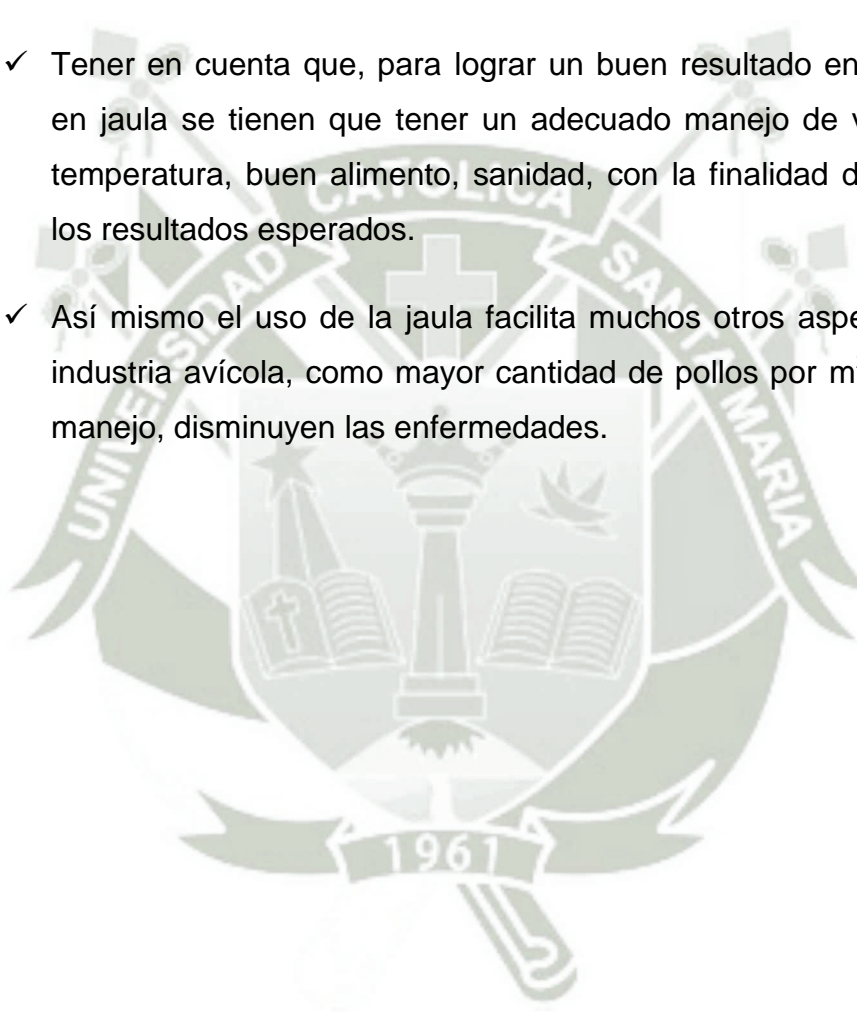 ✓ Tener en cuenta que, para lograr un buen resultado en
en jaula se tienen que tener un adecuado manejo de
temperatura, buen alimento, sanidad, con la finalidad
los resultados esperados.
✓ Así mismo el uso de la jaula facilita muchos otros
industria avícola, como mayor cantidad de pollos por
manejo, disminuyen las enfermedades.
UNIVERSIDAD CATOLICA SANTA MARIA
1961